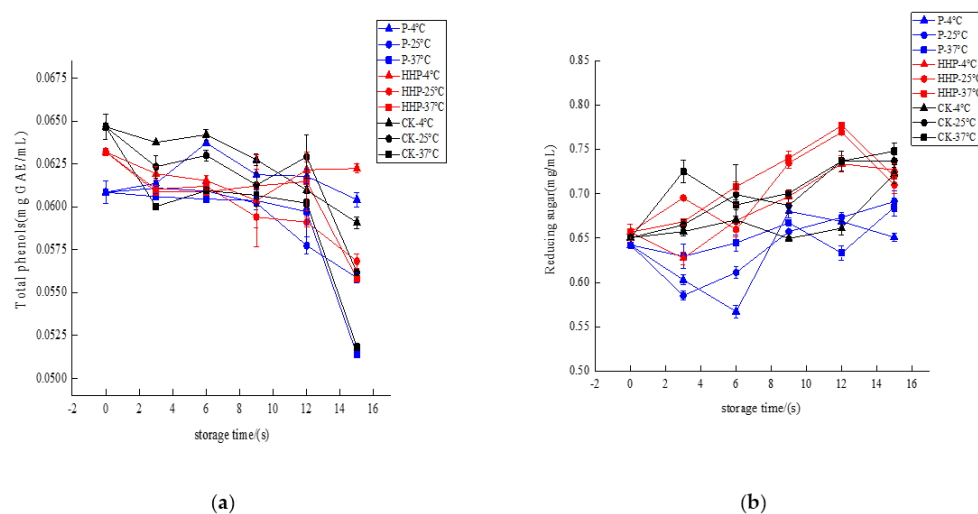 P-4°C
P-25°C
P-37°C
HHP-4°C
HHP-25°C
HHP-37°C
CK-4°C
CK-25°C
CK-37°C
0.0675
0.0650
0.0625
0.0600
0.0575
0.0550
0.0525
0.0500
Total phenols(mg GAE/mL)
-2 0 2 4 6 8 10 12 14 16
storage time/(s)
(a)
P-4°C
P-25°C
P-37°C
HHP-4°C
HHP-25°C
HHP-37°C
CK-4°C
CK-25°C
CK-37°C
0.85
0.80
0.75
0.70
0.65
0.60
0.55
0.50
Reducing sugar(mg/mL)
-2 0 2 4 6 8 10 12 14 16
storage time/(s)
(b)